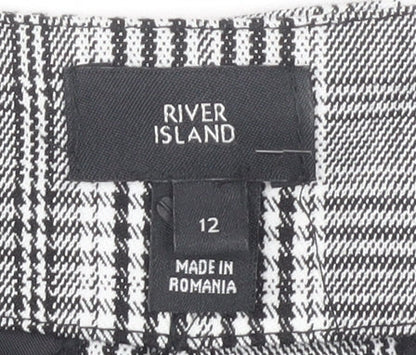 RIVER
ISLAND
12
MADE IN
ROMANIA